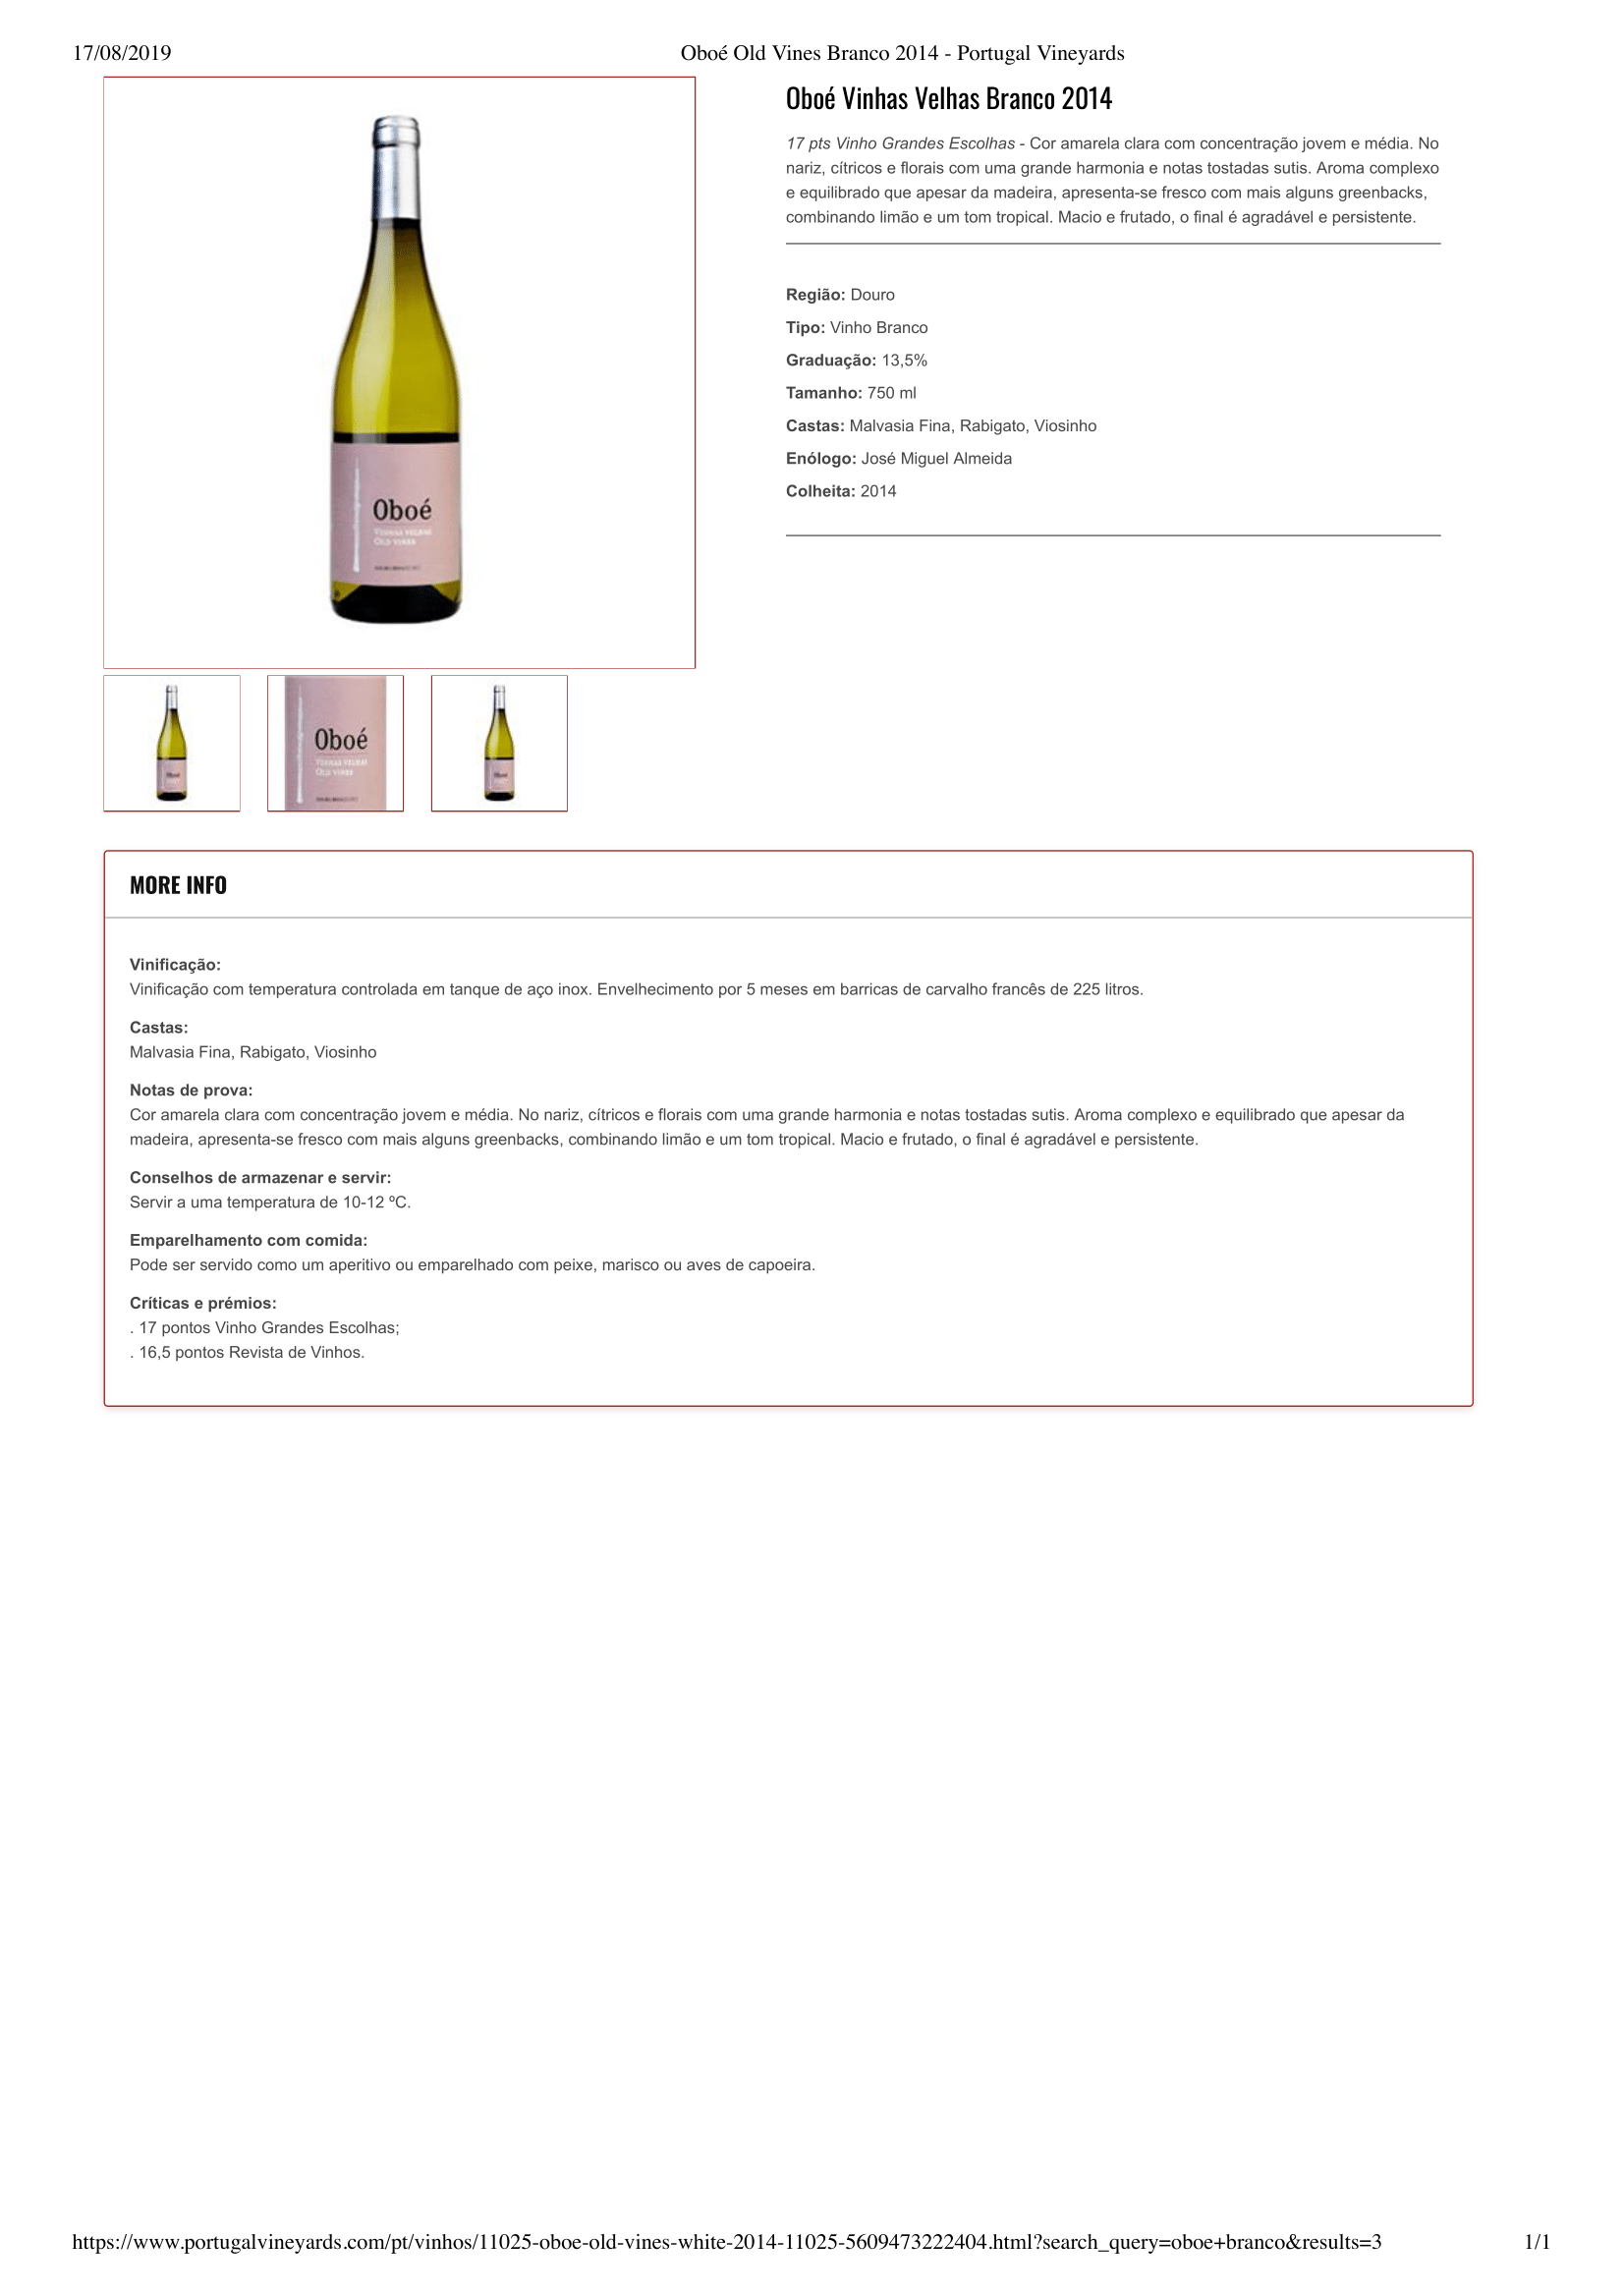 17/08/2019
Oboé Old Vines Branco 2014 - Portugal Vineyards
Oboé Vinhas Velhas Branco 2014
17 pts Vinho Grandes Escolhas - Cor amarela clara com concentração jovem e média. No
nariz, cítricos e florais com uma grande harmonia e notas tostadas sutis. Aroma complexo
e equilibrado que apesar da madeira, apresenta-se fresco com mais alguns greenbacks,
combinando limão e um tom tropical. Macio e frutado, o final é agradável e persistente.
Região: Douro
Tipo: Vinho Branco
Graduação: 13,5%
Tamanho: 750 ml
Castas: Malvasia Fina, Rabigato, Viosinho
Enólogo: José Miguel Almeida
Colheita: 2014
Oboé
Vinhas velhas
Old vines
Oboé
Oboé
Vinhas velhas
Old vines
Oboé
MORE INFO
Vinificação:
Vinificação com temperatura controlada em tanque de aço inox. Envelhecimento por 5 meses em barricas de carvalho francês de 225 litros.
Castas:
Malvasia Fina, Rabigato, Viosinho
Notas de prova:
Cor amarela clara com concentração jovem e média. No nariz, cítricos e florais com uma grande harmonia e notas tostadas sutis. Aroma complexo e equilibrado que apesar da
madeira, apresenta-se fresco com mais alguns greenbacks, combinando limão e um tom tropical. Macio e frutado, o final é agradável e persistente.
Conselhos de armazenar e servir:
Servir a uma temperatura de 10-12 ºC.
Emparelhamento com comida:
Pode ser servido como um aperitivo ou emparelhado com peixe, marisco ou aves de capoeira.
Críticas e prémios:
. 17 pontos Vinho Grandes Escolhas;
. 16,5 pontos Revista de Vinhos.
https://www.portugalvineyards.com/pt/vinhos/11025-oboe-old-vines-white-2014-11025-5609473222404.html?search_query=oboe+branco&results=3
1/1